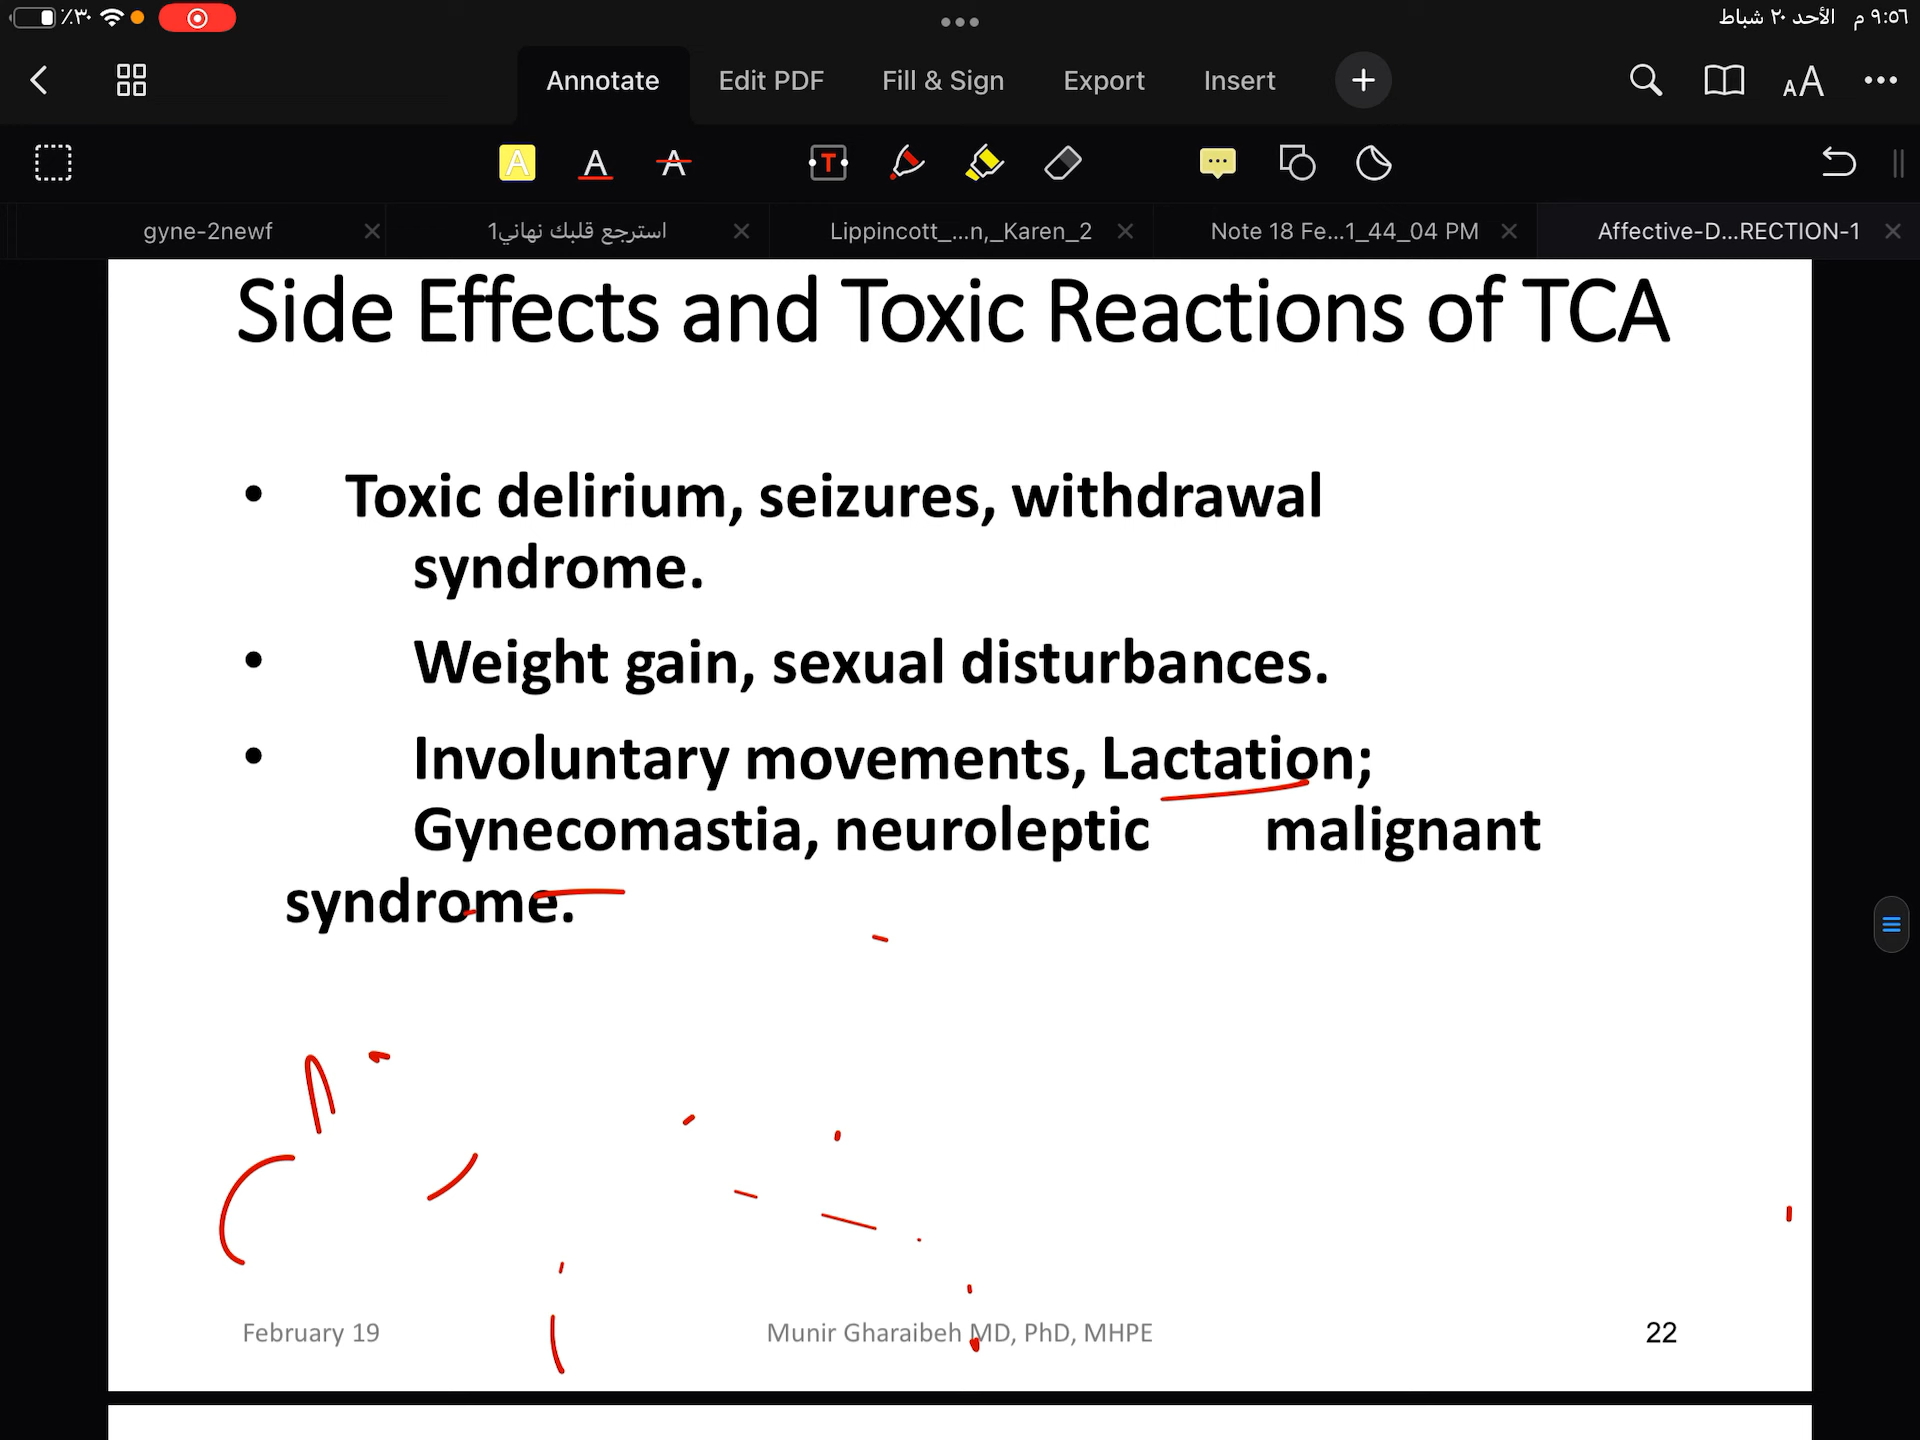 ٪٣٠
٩:٥٦ م الأحد ٢٠ شباط
Annotate Edit PDF Fill & Sign Export Insert
gyne-2newf
استرجع قلبك نهاني1
Lippincott_...n,_Karen_2
Note 18 Fe...1_44_04 PM
Affective-D...RECTION-1
Side Effects and Toxic Reactions of TCA
• Toxic delirium, seizures, withdrawal
syndrome.
• Weight gain, sexual disturbances.
• Involuntary movements, Lactation;
Gynecomastia, neuroleptic malignant
syndrome.
February 19 Munir Gharaibeh MD, PhD, MHPE 22